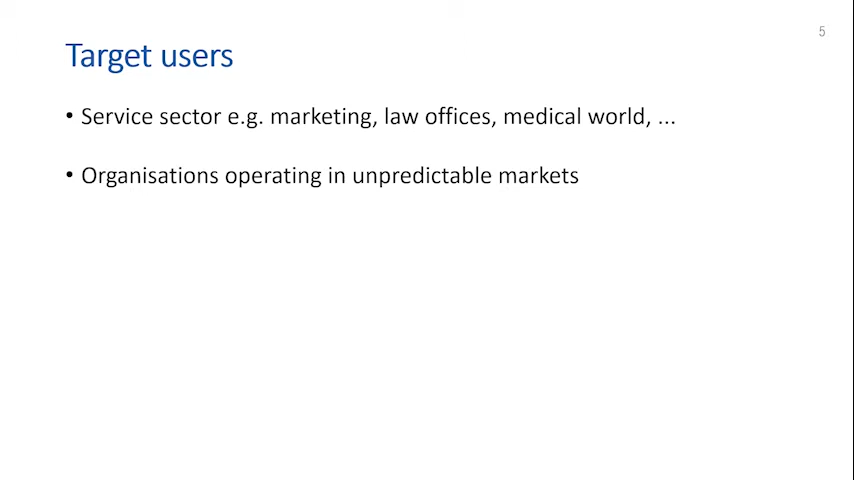 5
Target users
• Service sector e.g. marketing, law offices, medical world, ...
• Organisations operating in unpredictable markets